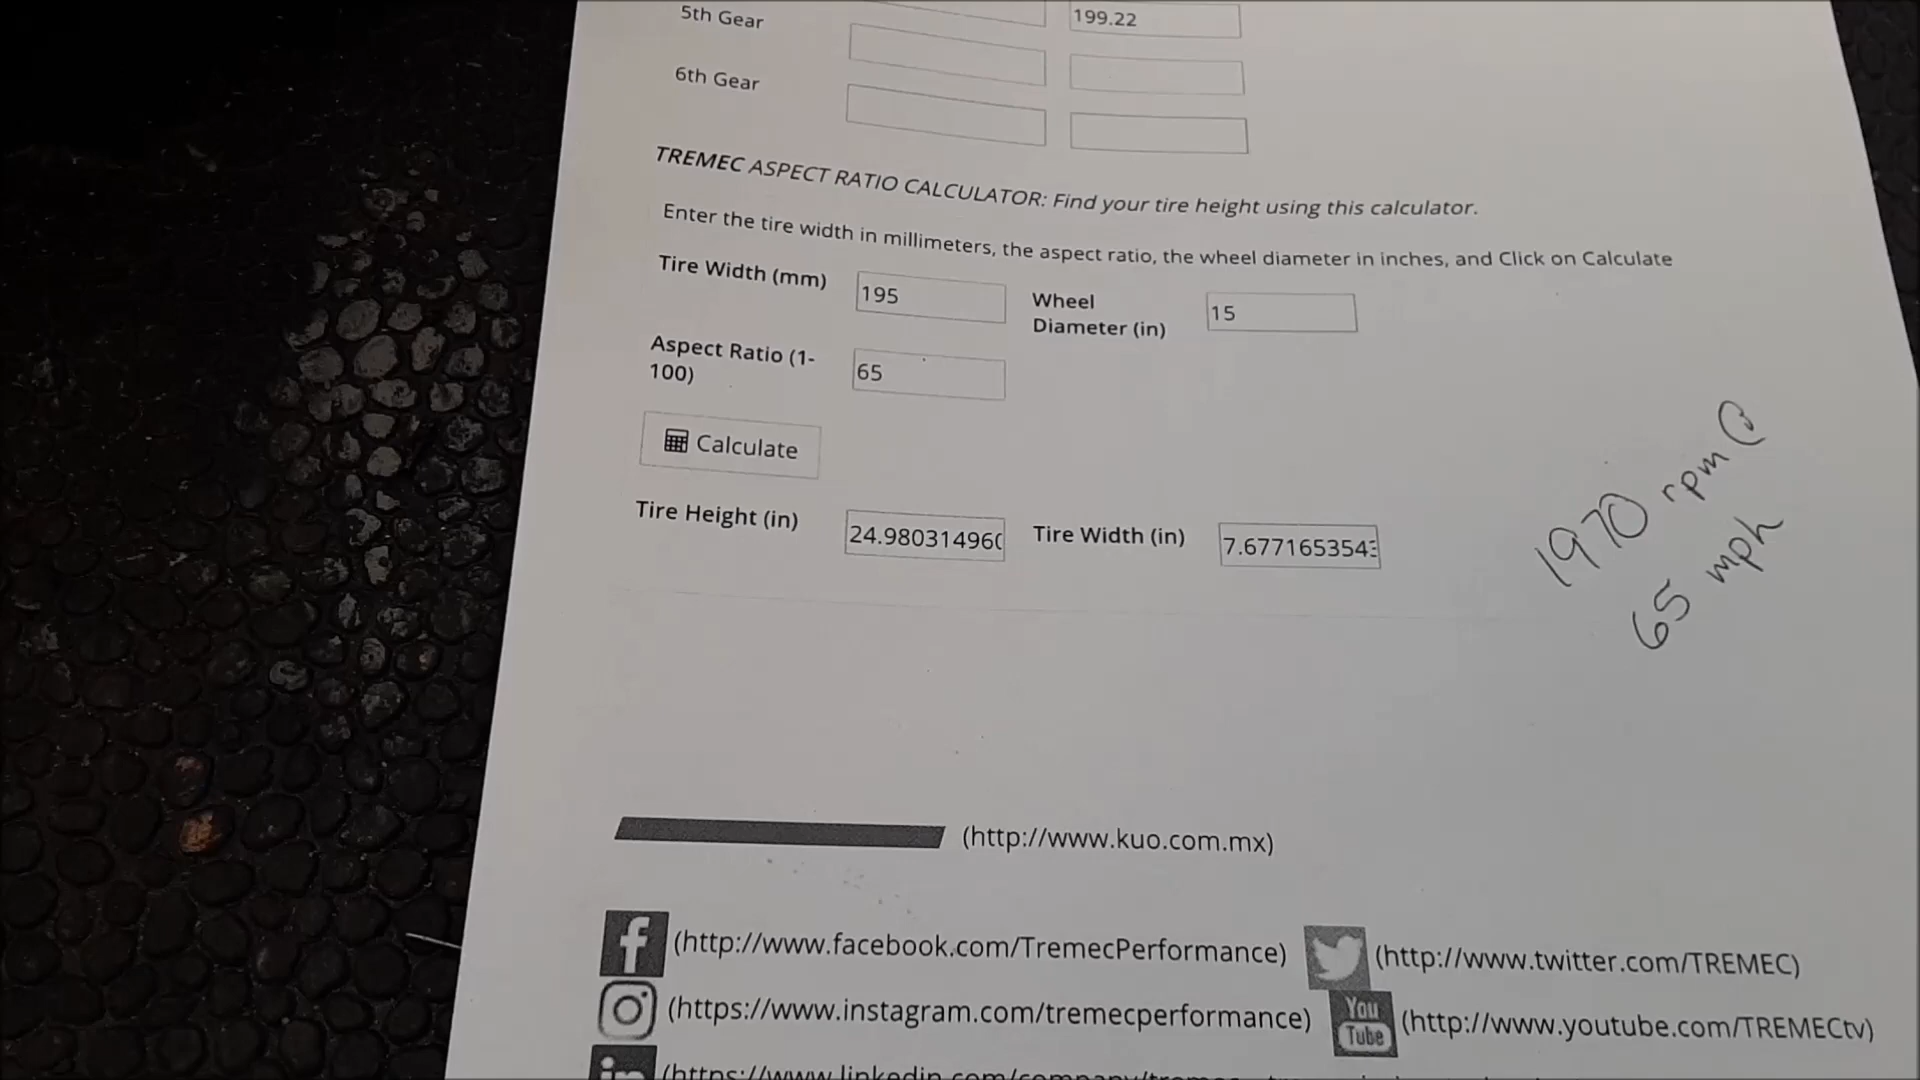 5th Gear
199.22
6th Gear
TREMEC ASPECT RATIO CALCULATOR: Find your tire height using this calculator.
Enter the tire width in millimeters, the aspect ratio, the wheel diameter in inches, and Click on Calculate
Tire Width (mm)
195
Wheel
Diameter (in)
15
Aspect Ratio (1-
100)
65
Calculate
Tire Height (in)
24.980314960
Tire Width (in)
7.6771653543
1970 rpm @
65 mph
(http://www.kuo.com.mx)
(http://www.facebook.com/TremecPerformance)
(http://www.twitter.com/TREMEC)
(https://www.instagram.com/tremecperformance)
You
Tube
(http://www.youtube.com/TREMECtv)
in